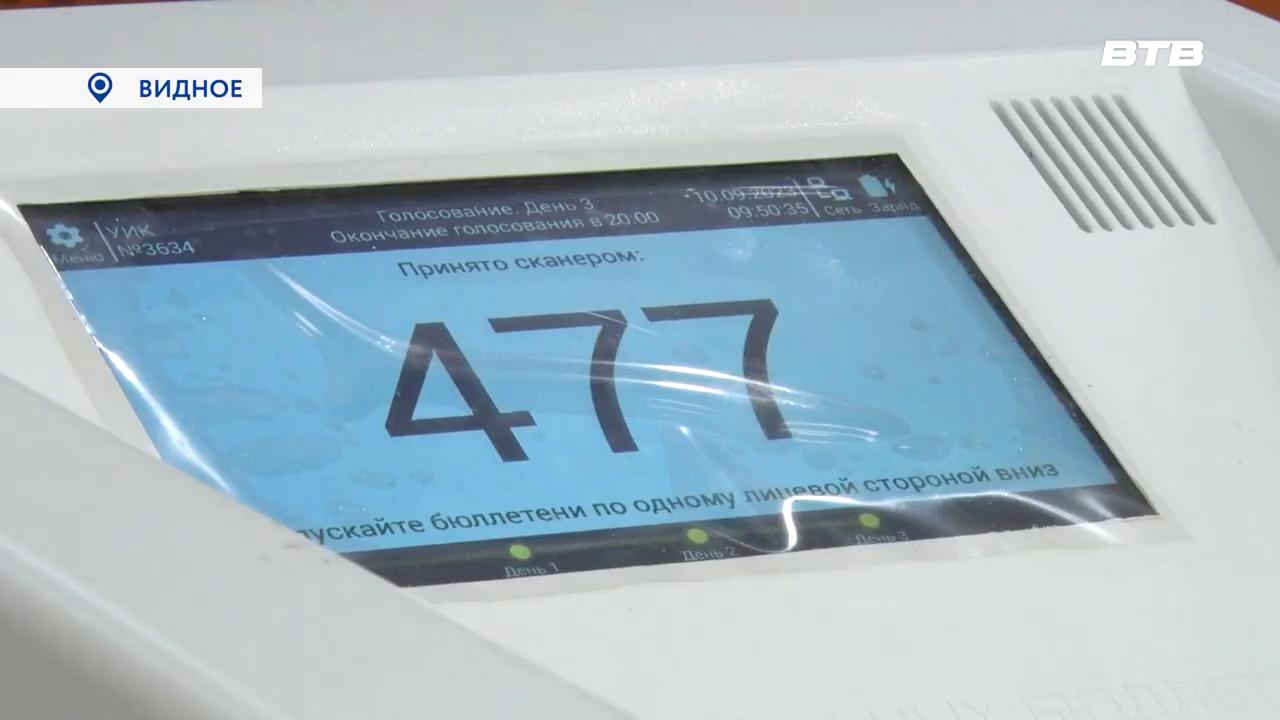 ВТВ
ВИДНОЕ
Меню
УИК
№3634
Голосование. День 3
Окончание голосования в 20:00
10.09.2023
09:50:35
Сеть
Заряд
Принято сканером:
477
пускайте бюллетени по одному лицевой стороной вниз
День 1
День 2
День 3